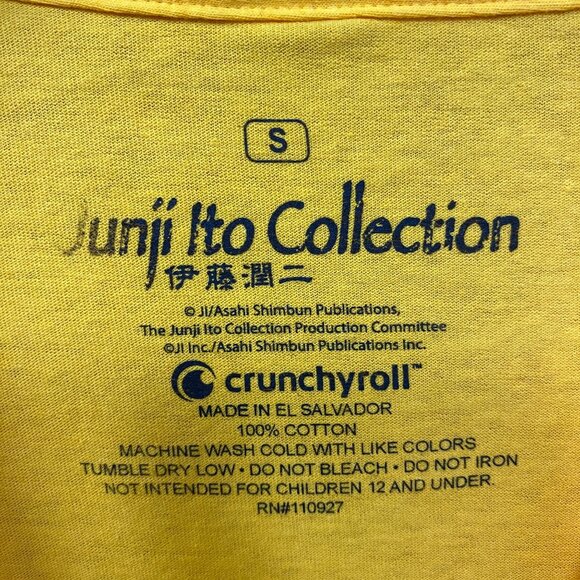 S
Junji Ito Collection
伊藤潤二
© JI/Asahi Shimbun Publications,
The Junji Ito Collection Production Committee
©JI Inc./Asahi Shimbun Publications Inc.
crunchyroll™
MADE IN EL SALVADOR
100% COTTON
MACHINE WASH COLD WITH LIKE COLORS
TUMBLE DRY LOW • DO NOT BLEACH • DO NOT IRON
NOT INTENDED FOR CHILDREN 12 AND UNDER.
RN#110927